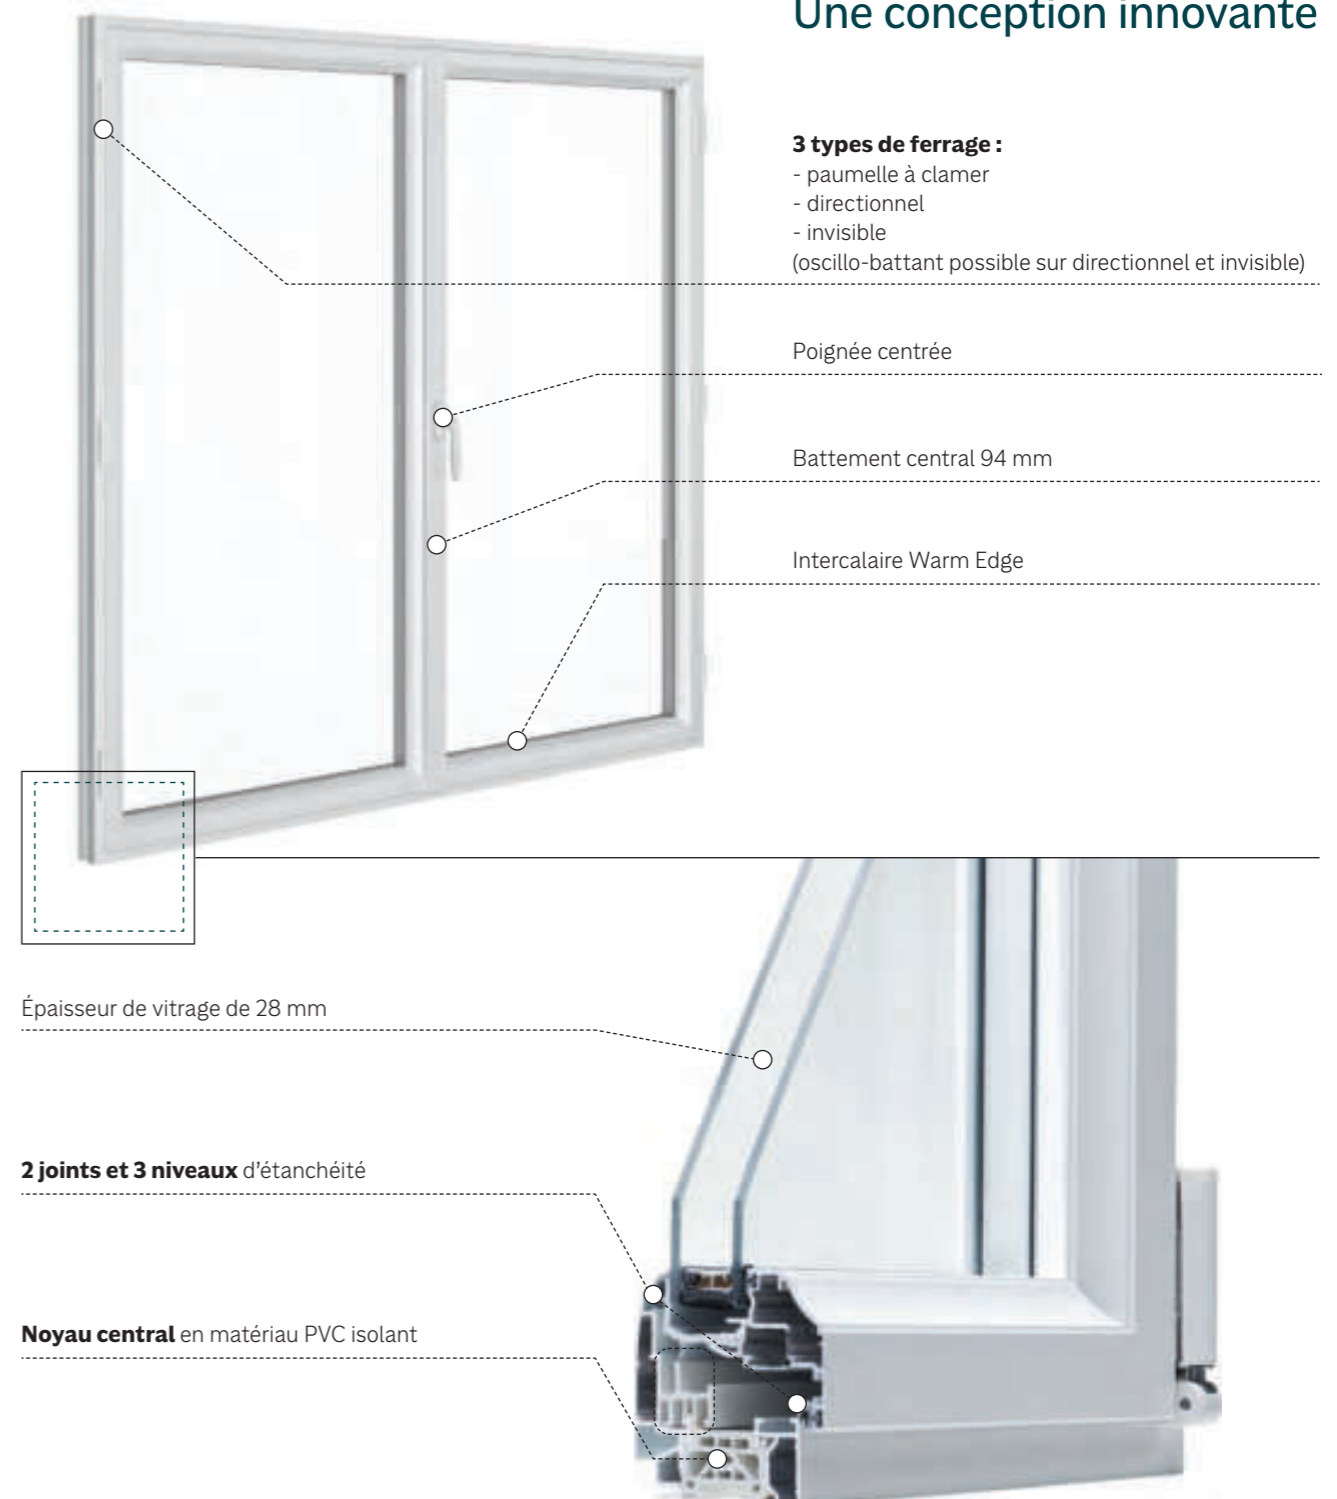 Une conception innovante
3 types de ferrage :
- paumelle à clamer
- directionnel
- invisible
(oscillo-battant possible sur directionnel et invisible)
Poignée centrée
Battement central 94 mm
Intercalaire Warm Edge
Épaisseur de vitrage de 28 mm
2 joints et 3 niveaux d’étanchéité
Noyau central en matériau PVC isolant